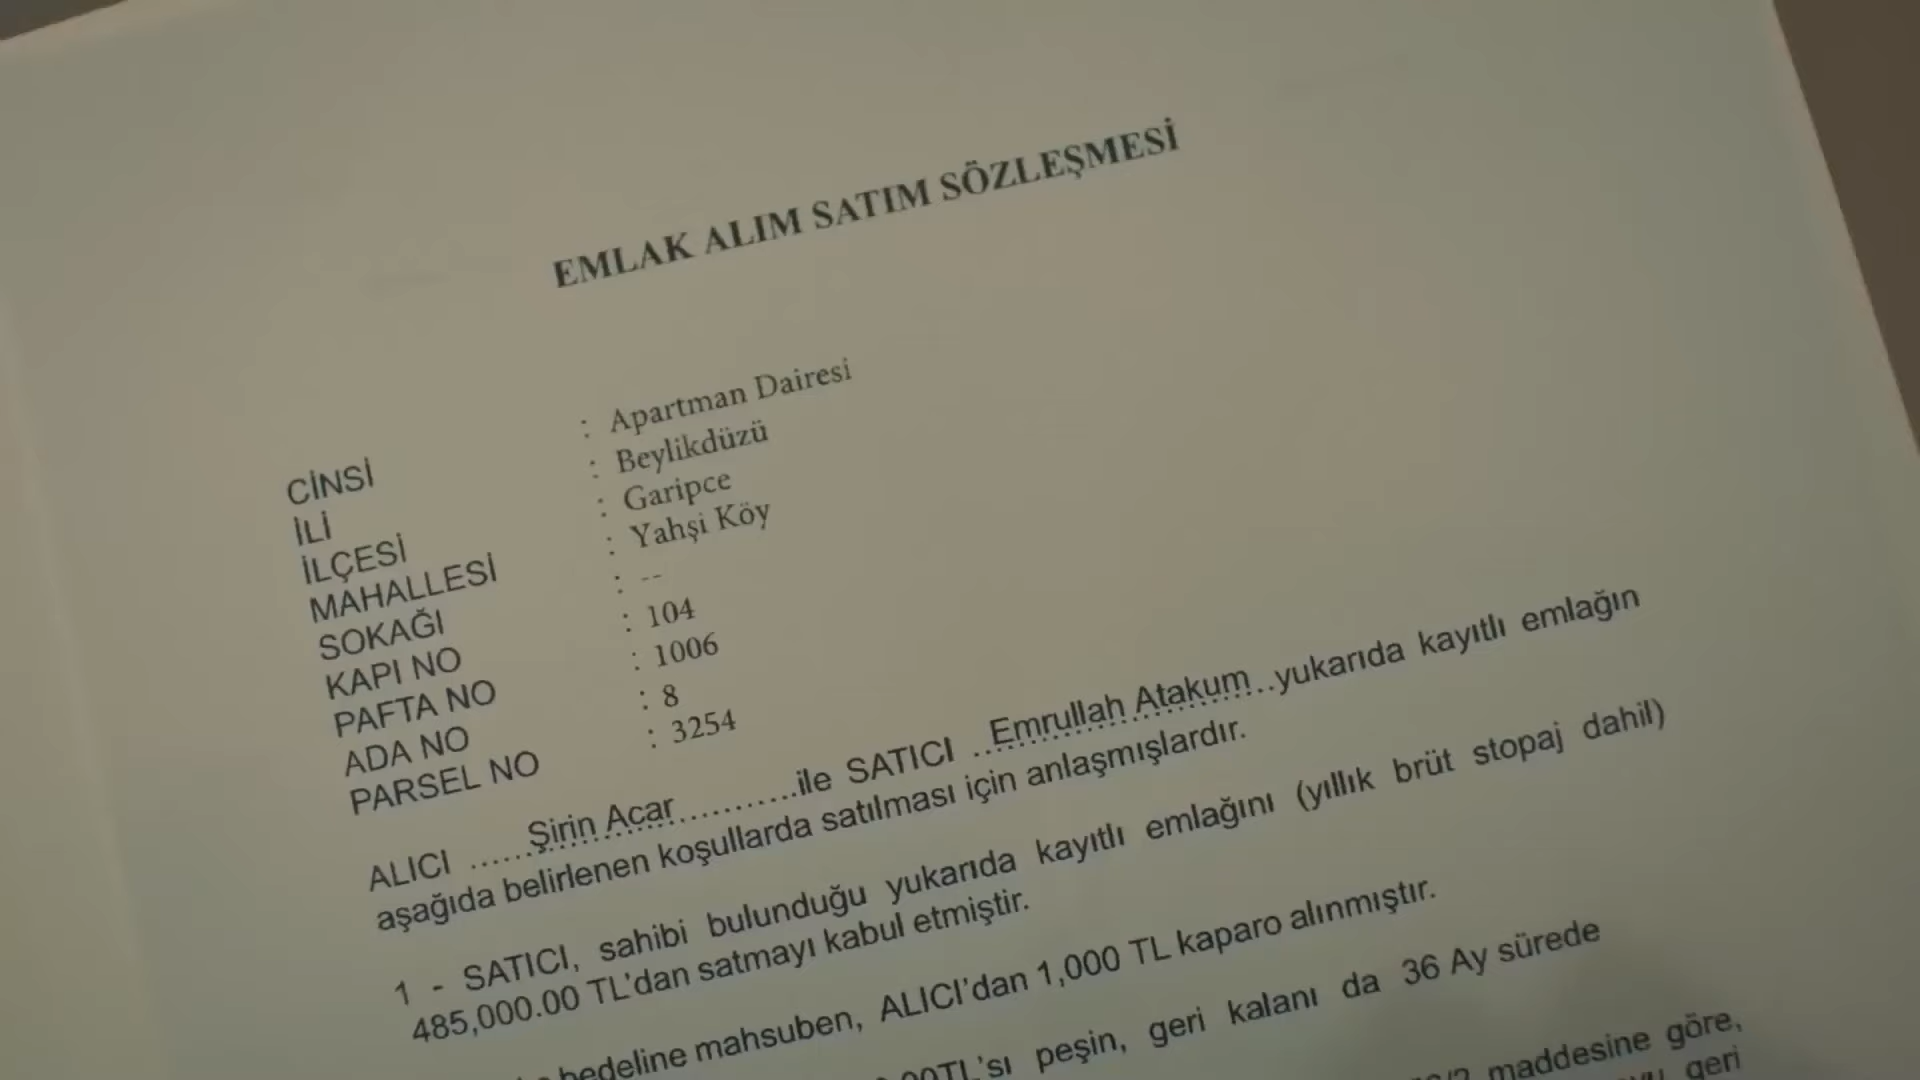 EMLAK ALIM SATIM SÖZLEŞMESİ
CİNSİ : Apartman Dairesi
İLİ : Beylikdüzü
İLÇESİ : Garipce
MAHALLESİ : Yahşi Köy
SOKAĞI : --
KAPI NO : 104
PAFTA NO : 1006
ADA NO : 8
PARSEL NO : 3254
ALICI ......Şirin Acar...........ile SATICI ..Emrullah Atakum..yukarıda kayıtlı emlağın
aşağıda belirlenen koşullarda satılması için anlaşmışlardır.
1 - SATICI, sahibi bulunduğu yukarıda kayıtlı emlağını (yıllık brüt stopaj dahil)
485,000.00 TL'dan satmayı kabul etmiştir.
bedeline mahsuben, ALICI'dan 1,000 TL kaparo alınmıştır.
peşin, geri kalanı da 36 Ay sürede
maddesine göre,
geri